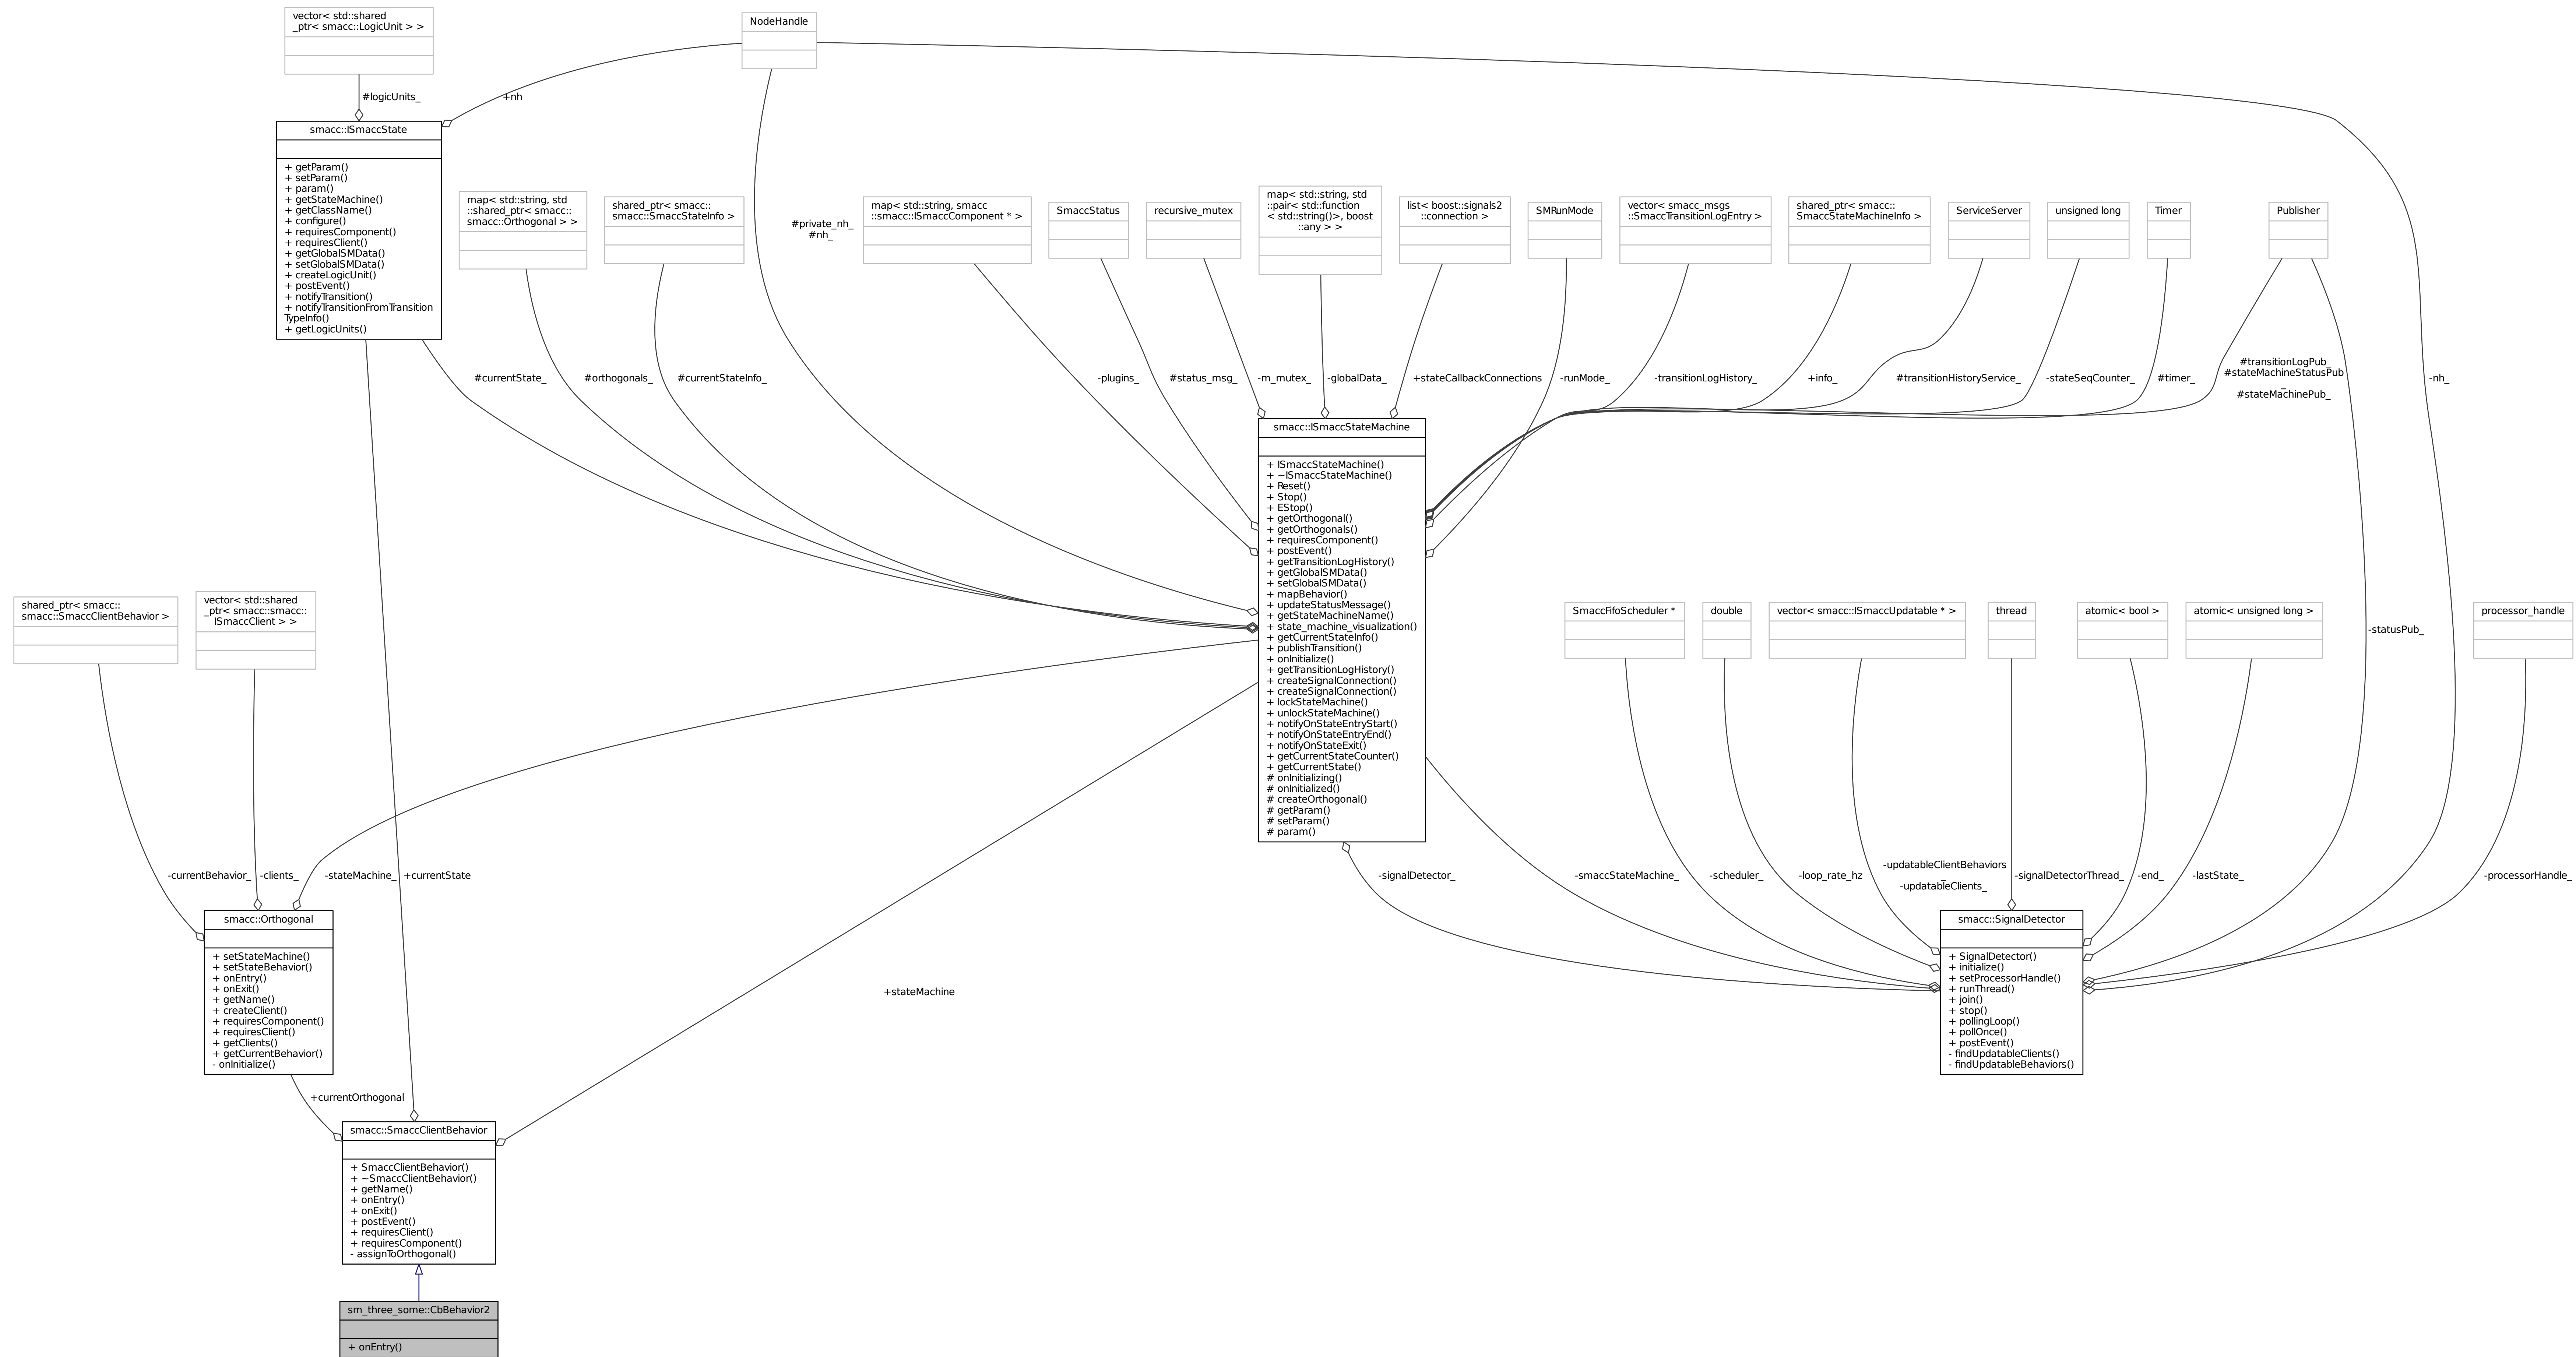 vector< std::shared
_ptr< smacc::LogicUnit > >
NodeHandle
#logicUnits_
+nh
smacc::ISmaccState
+ getParam()
+ setParam()
+ param()
+ getStateMachine()
+ getClassName()
+ configure()
+ requiresComponent()
+ requiresClient()
+ getGlobalSMData()
+ setGlobalSMData()
+ createLogicUnit()
+ postEvent()
+ notifyTransition()
+ notifyTransitionFromTransition
TypeInfo()
+ getLogicUnits()
map< std::string, std
::shared_ptr< smacc::
smacc::Orthogonal > >
shared_ptr< smacc::
smacc::SmaccStateInfo >
#private_nh_
#nh_
map< std::string, smacc
::smacc::ISmaccComponent * >
SmaccStatus
recursive_mutex
map< std::string, std
::pair< std::function
< std::string()>, boost
::any > >
list< boost::signals2
::connection >
SMRunMode
vector< smacc_msgs
::SmaccTransitionLogEntry >
shared_ptr< smacc::
SmaccStateMachineInfo >
ServiceServer
unsigned long
Timer
Publisher
#currentState_
#orthogonals_
#currentStateInfo_
-plugins_
#status_msg_
-m_mutex_
-globalData_
+stateCallbackConnections
-runMode_
-transitionLogHistory_
+info_
#transitionHistoryService_
-stateSeqCounter_
#timer_
#transitionLogPub_
#stateMachineStatusPub
_
#stateMachinePub_
-nh_
smacc::ISmaccStateMachine
+ ISmaccStateMachine()
+ ~ISmaccStateMachine()
+ Reset()
+ Stop()
+ EStop()
+ getOrthogonal()
+ getOrthogonals()
+ requiresComponent()
+ postEvent()
+ getTransitionLogHistory()
+ getGlobalSMData()
+ setGlobalSMData()
+ mapBehavior()
+ updateStatusMessage()
+ getStateMachineName()
+ state_machine_visualization()
+ getCurrentStateInfo()
+ publishTransition()
+ onInitialize()
+ getTransitionLogHistory()
+ createSignalConnection()
+ createSignalConnection()
+ lockStateMachine()
+ unlockStateMachine()
+ notifyOnStateEntryStart()
+ notifyOnStateEntryEnd()
+ notifyOnStateExit()
+ getCurrentStateCounter()
+ getCurrentState()
# onInitializing()
# onInitialized()
# createOrthogonal()
# getParam()
# setParam()
# param()
shared_ptr< smacc::
smacc::SmaccClientBehavior >
vector< std::shared
_ptr< smacc::smacc::
ISmaccClient > >
SmaccFifoScheduler *
double
vector< smacc::ISmaccUpdatable * >
thread
atomic< bool >
atomic< unsigned long >
-statusPub_
processor_handle
-currentBehavior_
-clients_
-stateMachine_
+currentState
-signalDetector_
-smaccStateMachine_
-scheduler_
-loop_rate_hz
-updatableClientBehaviors
_
-updatableClients_
-signalDetectorThread_
-end_
-lastState_
-processorHandle_
smacc::Orthogonal
+ setStateMachine()
+ setStateBehavior()
+ onEntry()
+ onExit()
+ getName()
+ createClient()
+ requiresComponent()
+ requiresClient()
+ getClients()
+ getCurrentBehavior()
- onInitialize()
+stateMachine
smacc::SignalDetector
+ SignalDetector()
+ initialize()
+ setProcessorHandle()
+ runThread()
+ join()
+ stop()
+ pollingLoop()
+ pollOnce()
+ postEvent()
- findUpdatableClients()
- findUpdatableBehaviors()
+currentOrthogonal
smacc::SmaccClientBehavior
+ SmaccClientBehavior()
+ ~SmaccClientBehavior()
+ getName()
+ onEntry()
+ onExit()
+ postEvent()
+ requiresClient()
+ requiresComponent()
- assignToOrthogonal()
sm_three_some::CbBehavior2
+ onEntry()